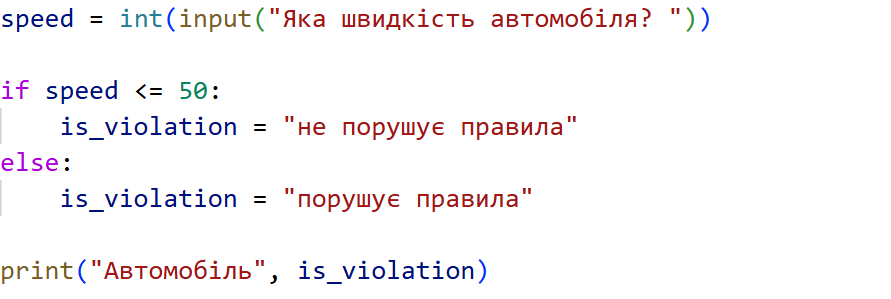 speed = int(input("Яка швидкість автомобіля? "))
if speed <= 50:
    is_violation = "не порушує правила"
else:
    is_violation = "порушує правила"
print("Автомобіль", is_violation)